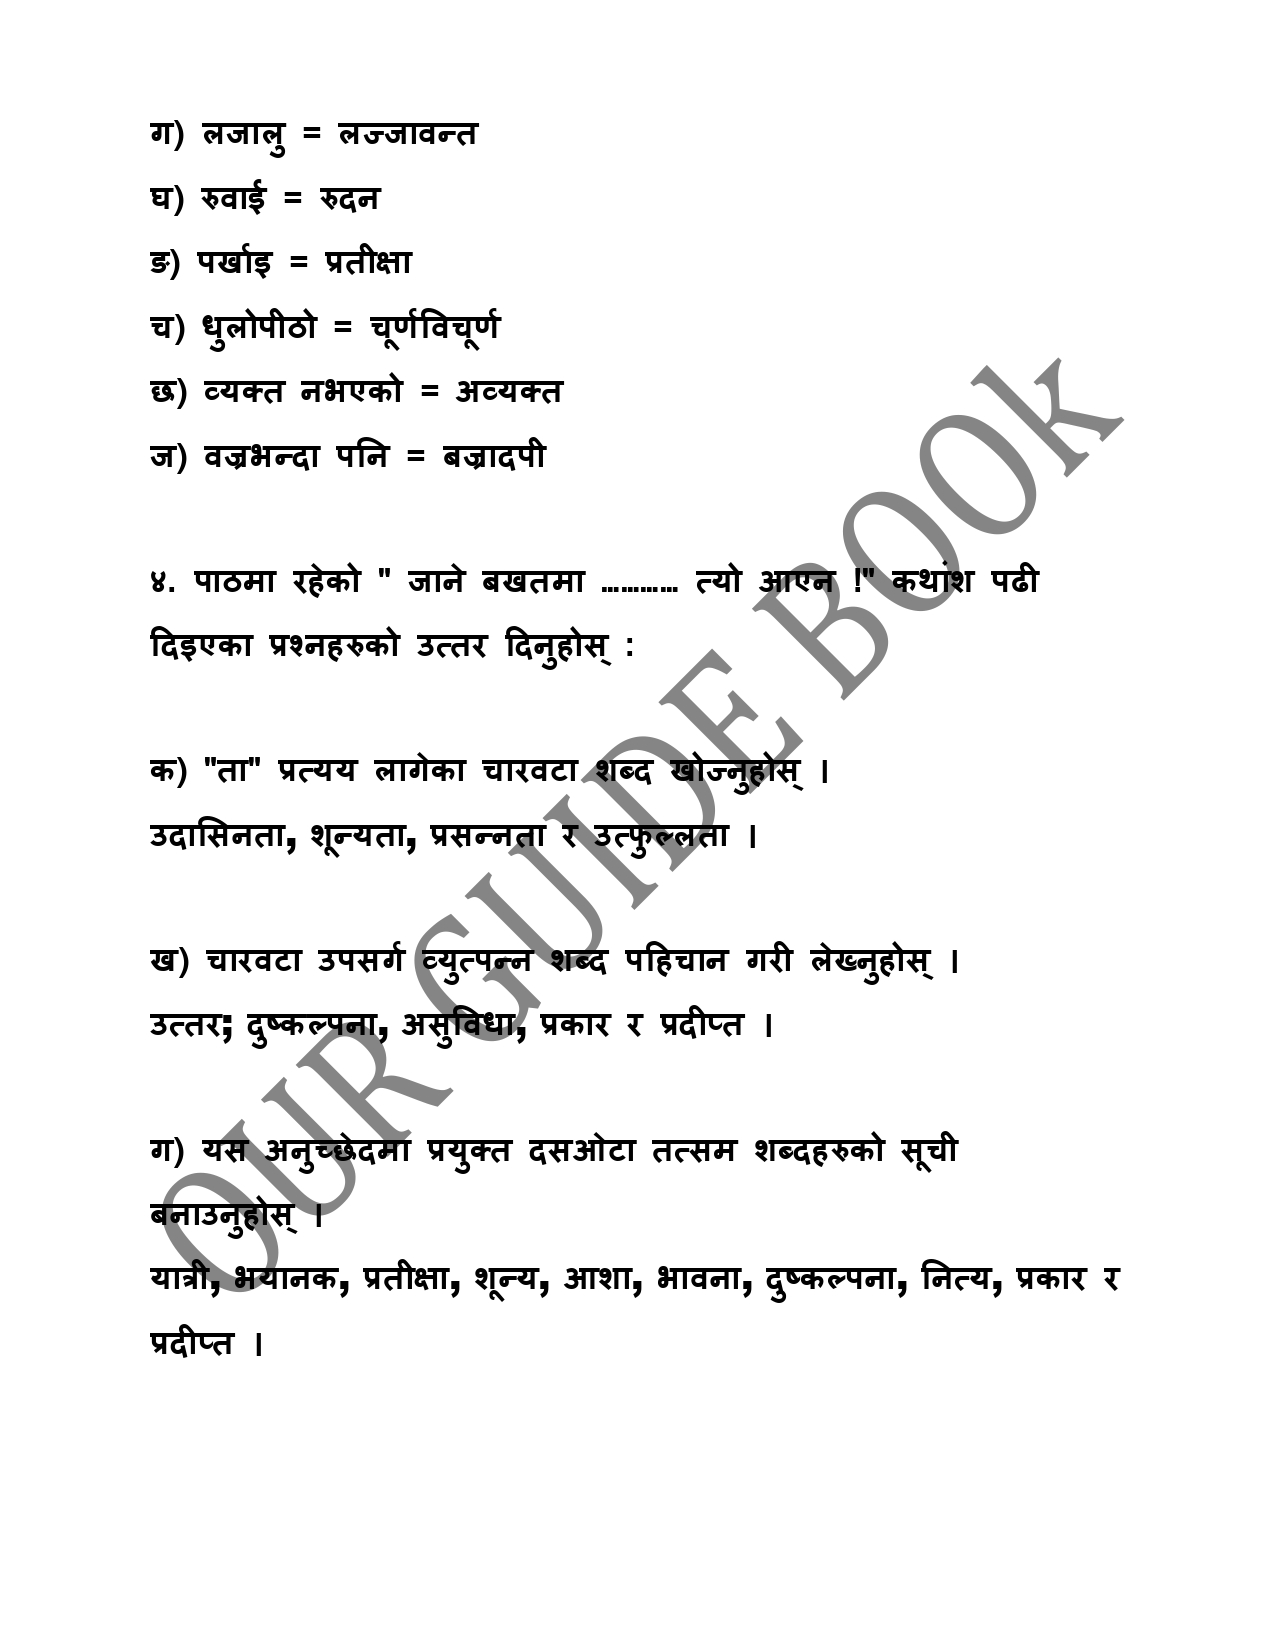 ग) लजालु = लज्जावन्त
घ) रुवाई = रुदन
ङ) पर्खाइ = प्रतीक्षा
च) धुलोपीठो = चूर्णविचूर्ण
छ) व्यक्त नभएको = अव्यक्त
ज) वज्रभन्दा पनि = बज्रादपी
४. पाठमा रहेको " जाने बखतमा ………… त्यो आएन !" कथांश पढी
दिइएका प्रश्नहरुको उत्तर दिनुहोस् :
क) "ता" प्रत्यय लागेका चारवटा शब्द खोज्नुहोस् ।
उदासिनता, शून्यता, प्रसन्नता र उत्फुल्लता ।
ख) चारवटा उपसर्ग व्युत्पन्न शब्द पहिचान गरी लेख्नुहोस् ।
उत्तर; दुष्कल्पना, असुविधा, प्रकार र प्रदीप्त ।
ग) यस अनुच्छेदमा प्रयुक्त दसओटा तत्सम शब्दहरुको सूची
बनाउनुहोस् ।
यात्री, भयानक, प्रतीक्षा, शून्य, आशा, भावना, दुष्कल्पना, नित्य, प्रकार र
प्रदीप्त ।
OUR GUIDE BOOk